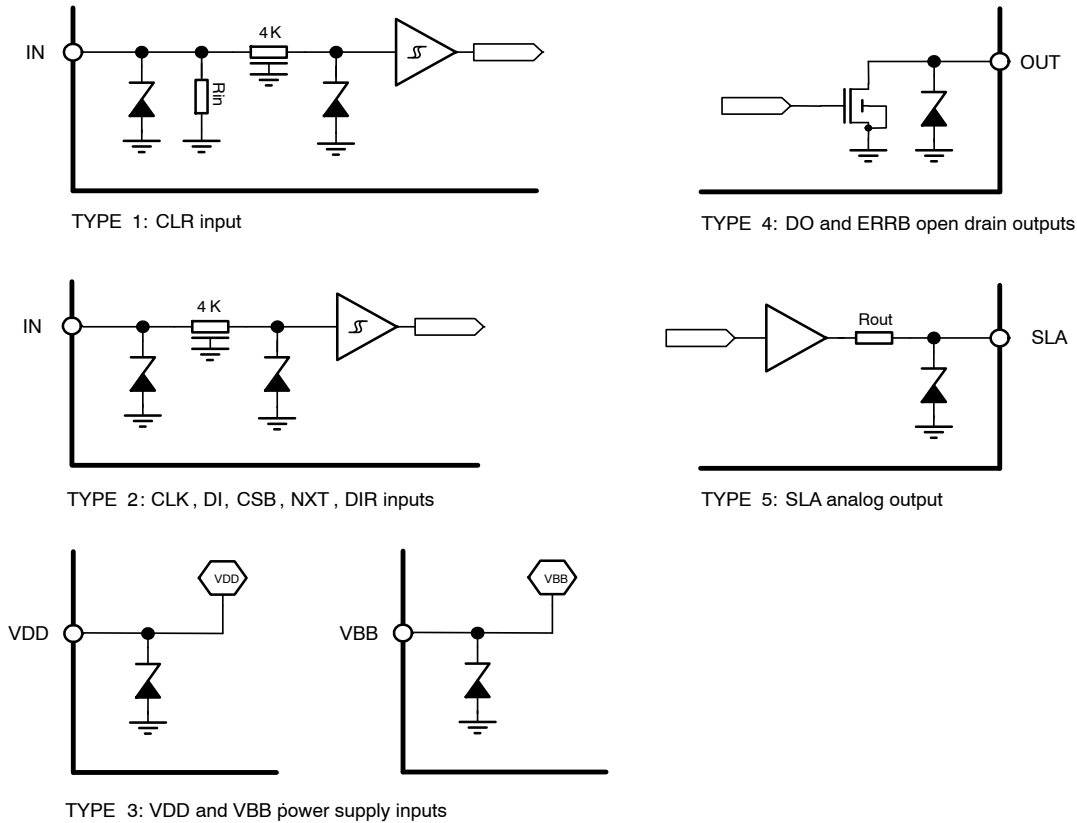 IN
4K
Rin
TYPE 1: CLR input
OUT
TYPE 4: DO and ERRB open drain outputs
IN
4K
TYPE 2: CLK, DI, CSB, NXT, DIR inputs
Rout
SLA
TYPE 5: SLA analog output
VDD
VDD
VBB
VBB
TYPE 3: VDD and VBB power supply inputs